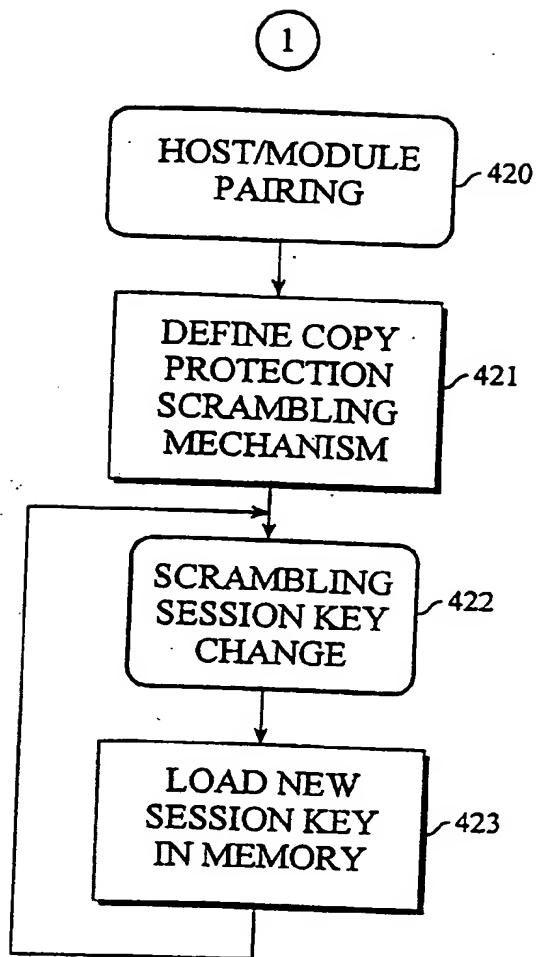 1
HOST/MODULE
PAIRING
420
DEFINE COPY
PROTECTION
SCRAMBLING
MECHANISM
421
SCRAMBLING
SESSION KEY
CHANGE
422
LOAD NEW
SESSION KEY
IN MEMORY
423